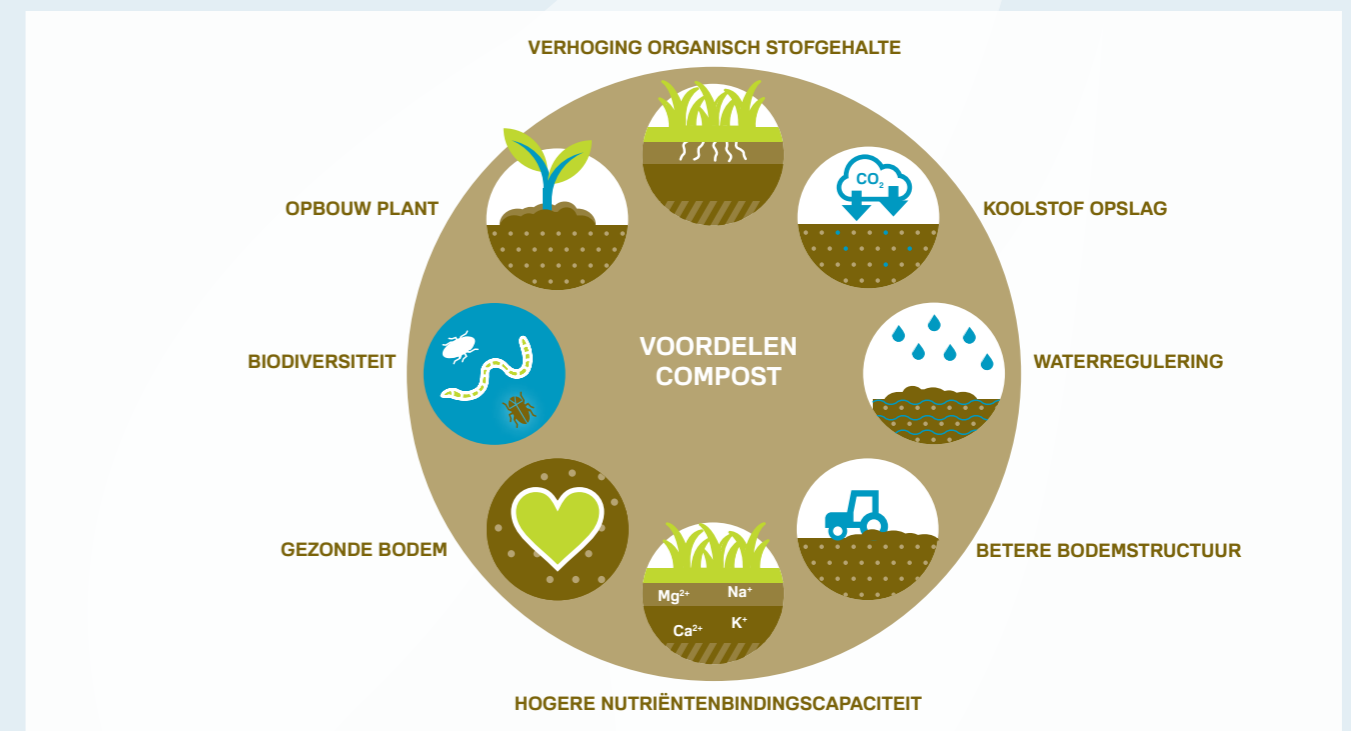 VERHOGING ORGANISCH STOFGEHALTE
CO₂
OPBOUW PLANT
KOOLSTOF OPSLAG
VOORDELEN
COMPOST
BIODIVERSITEIT
WATERREGULERING
GEZONDE BODEM
BETERE BODEMSTRUCTUUR
Mg²⁺ Na⁺
Ca²⁺ K⁺
HOGERE NUTRIËNTENBINDINGSCAPACITEIT